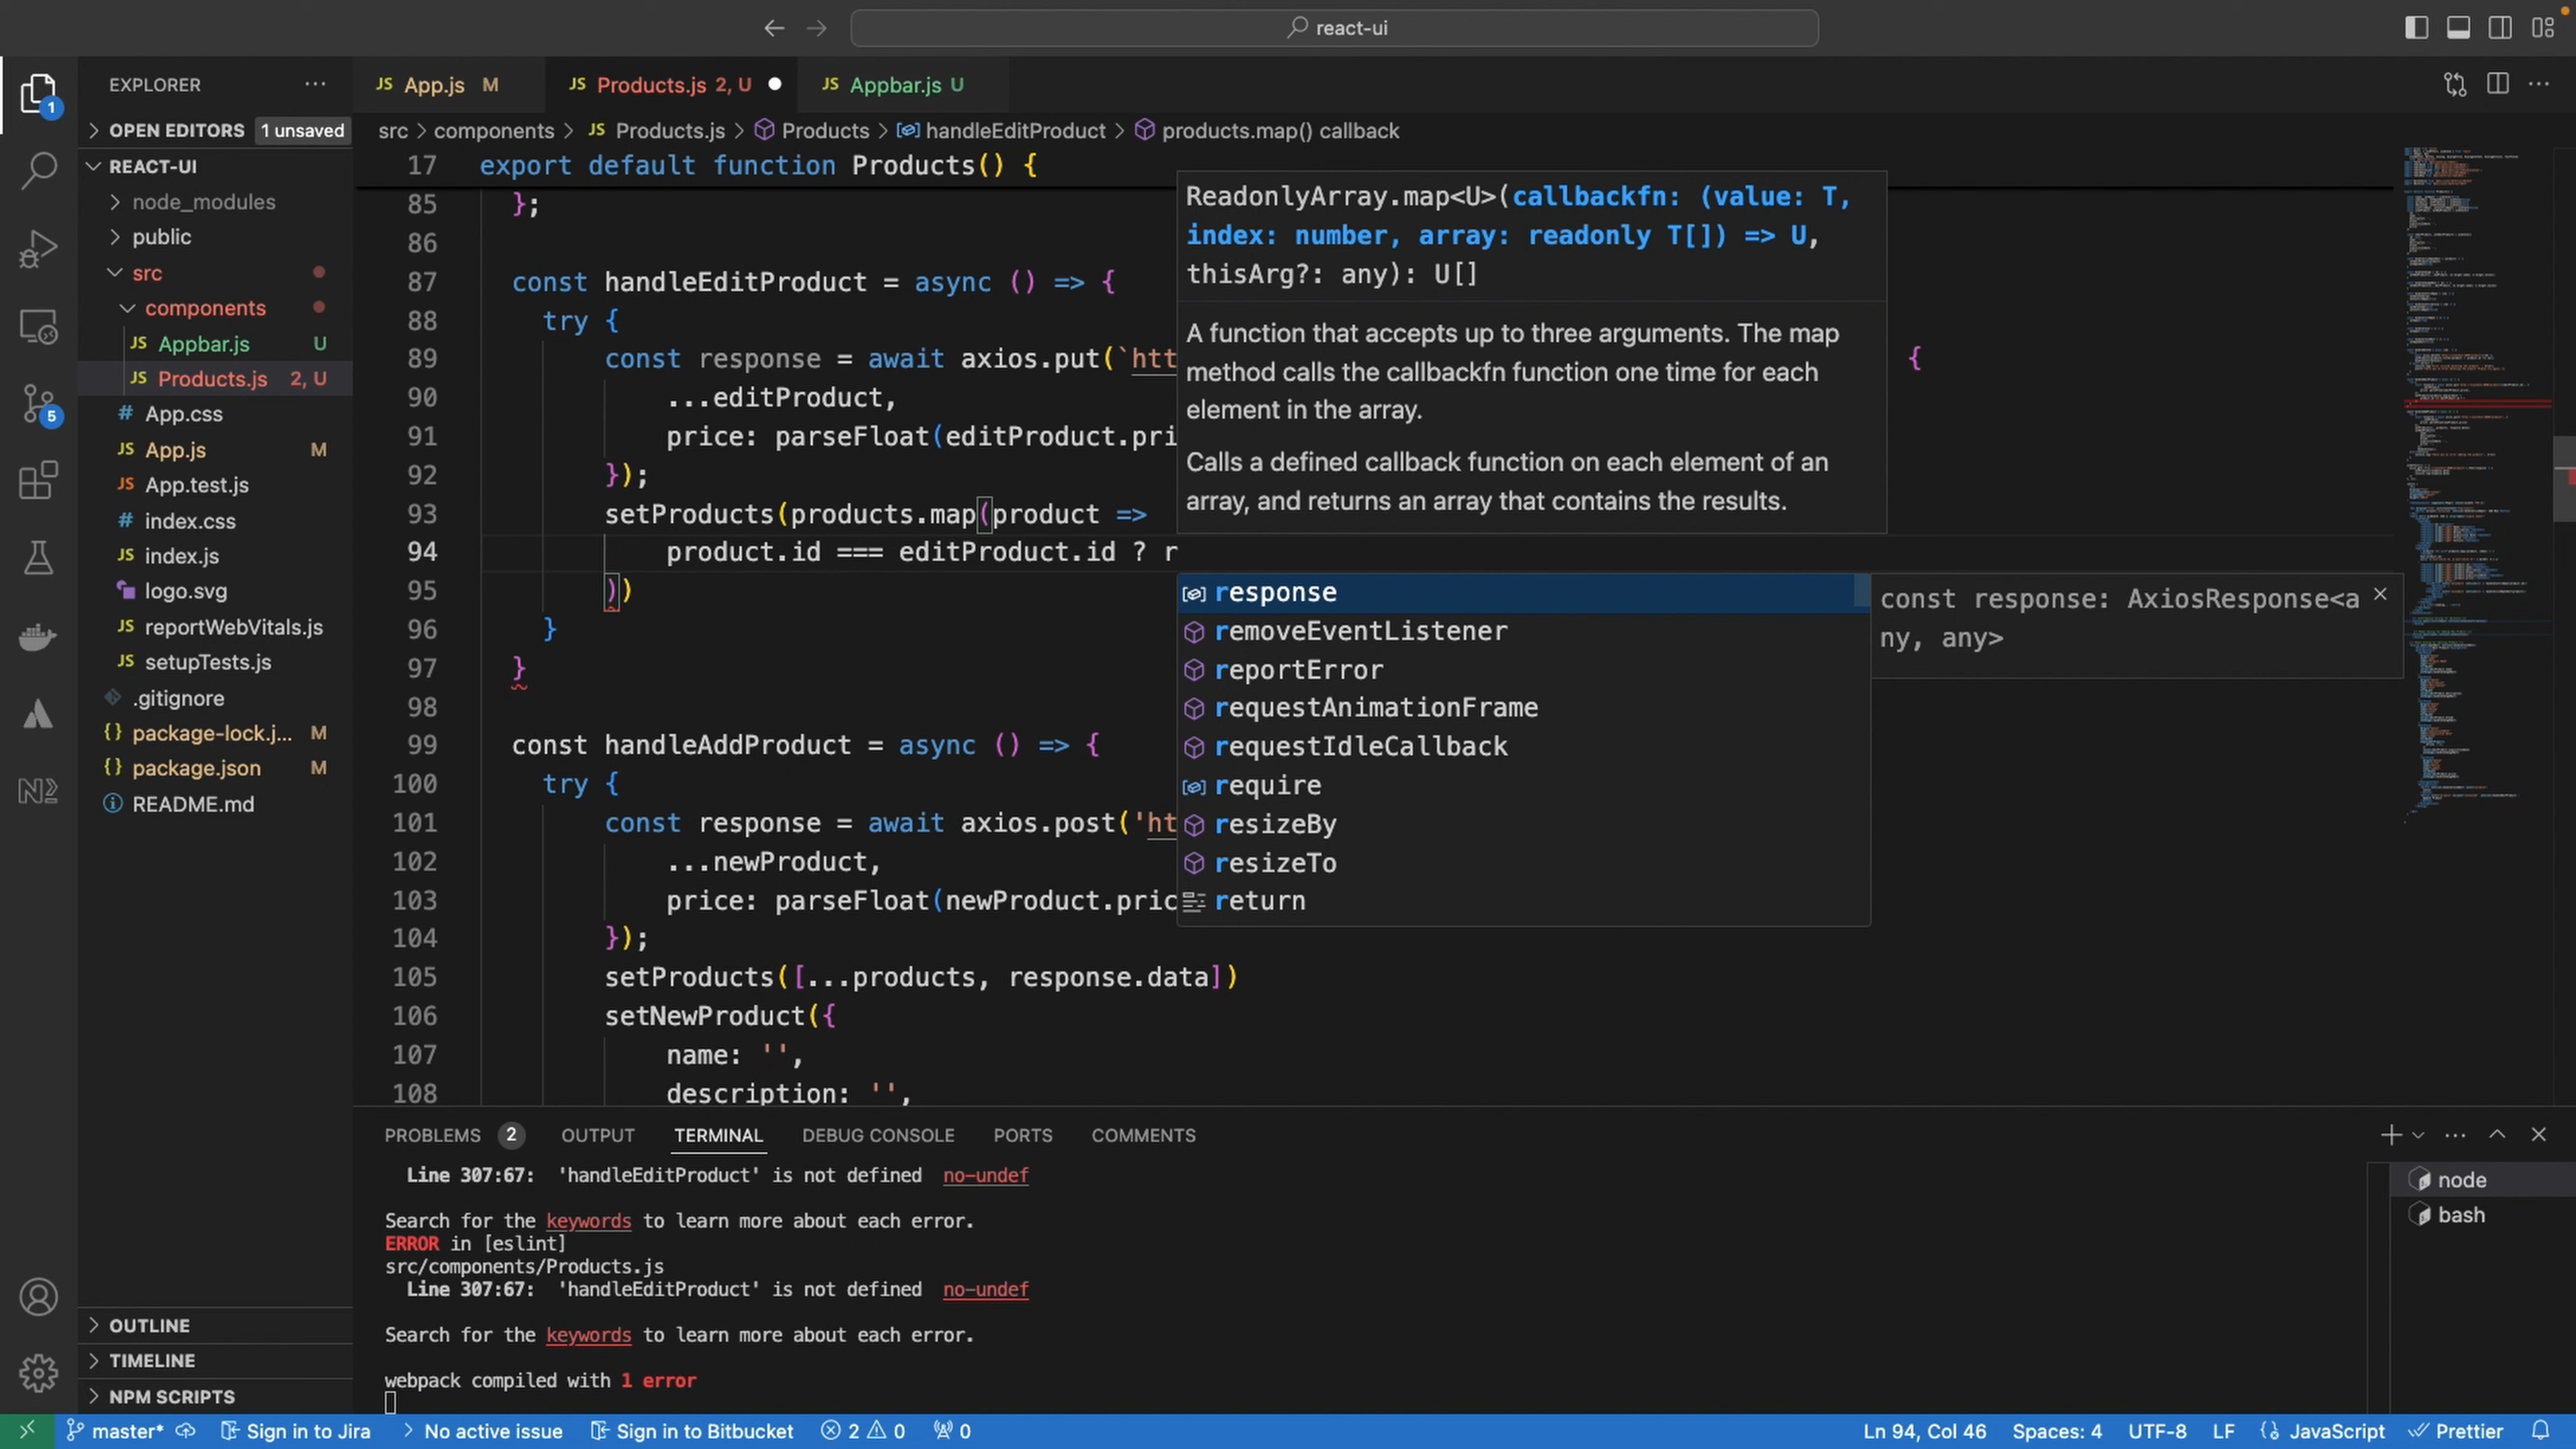 react-ui
EXPLORER
JS App.js M
JS Products.js 2, U
JS Appbar.js U
OPEN EDITORS 1 unsaved
src > components > JS Products.js > Products > handleEditProduct > products.map() callback
REACT-UI
node_modules
public
src
components
JS Appbar.js U
JS Products.js 2, U
# App.css
JS App.js M
JS App.test.js
# index.css
JS index.js
logo.svg
JS reportWebVitals.js
JS setupTests.js
.gitignore
{} package-lock.j... M
{} package.json M
README.md
OUTLINE
TIMELINE
NPM SCRIPTS
1
5
17 export default function Products() {
85 };
86
87 const handleEditProduct = async () => {
88 try {
89 const response = await axios.put(`htt {
90 ...editProduct,
91 price: parseFloat(editProduct.pri
92 });
93 setProducts(products.map(product =>
94 product.id === editProduct.id ? r
95 ))
96 }
97 }
98
99 const handleAddProduct = async () => {
100 try {
101 const response = await axios.post('ht
102 ...newProduct,
103 price: parseFloat(newProduct.pric
104 });
105 setProducts([...products, response.data])
106 setNewProduct({
107 name: '',
108 description: '',
ReadonlyArray.map<U>(callbackfn: (value: T,
index: number, array: readonly T[]) => U,
thisArg?: any): U[]
A function that accepts up to three arguments. The map
method calls the callbackfn function one time for each
element in the array.
Calls a defined callback function on each element of an
array, and returns an array that contains the results.
response
removeEventListener
reportError
requestAnimationFrame
requestIdleCallback
require
resizeBy
resizeTo
return
const response: AxiosResponse<a
ny, any>
PROBLEMS 2 OUTPUT TERMINAL DEBUG CONSOLE PORTS COMMENTS
Line 307:67: 'handleEditProduct' is not defined no-undef
Search for the keywords to learn more about each error.
ERROR in [eslint]
src/components/Products.js
Line 307:67: 'handleEditProduct' is not defined no-undef
Search for the keywords to learn more about each error.
webpack compiled with 1 error
node
bash
master* Sign in to Jira No active issue Sign in to Bitbucket 2 0 0 Ln 94, Col 46 Spaces: 4 UTF-8 LF JavaScript Prettier